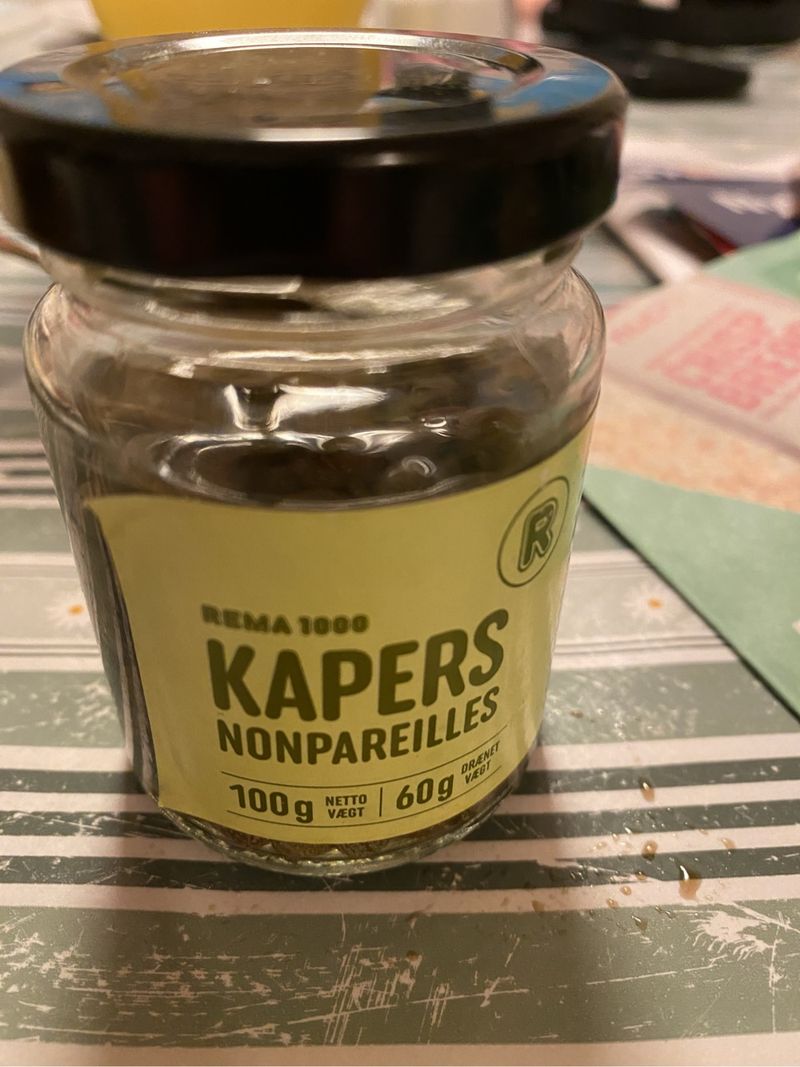 R
REMA 1000
KAPERS
NONPAREILLES
100g NETTO VÆGT | 60g DRÆNET VÆGT